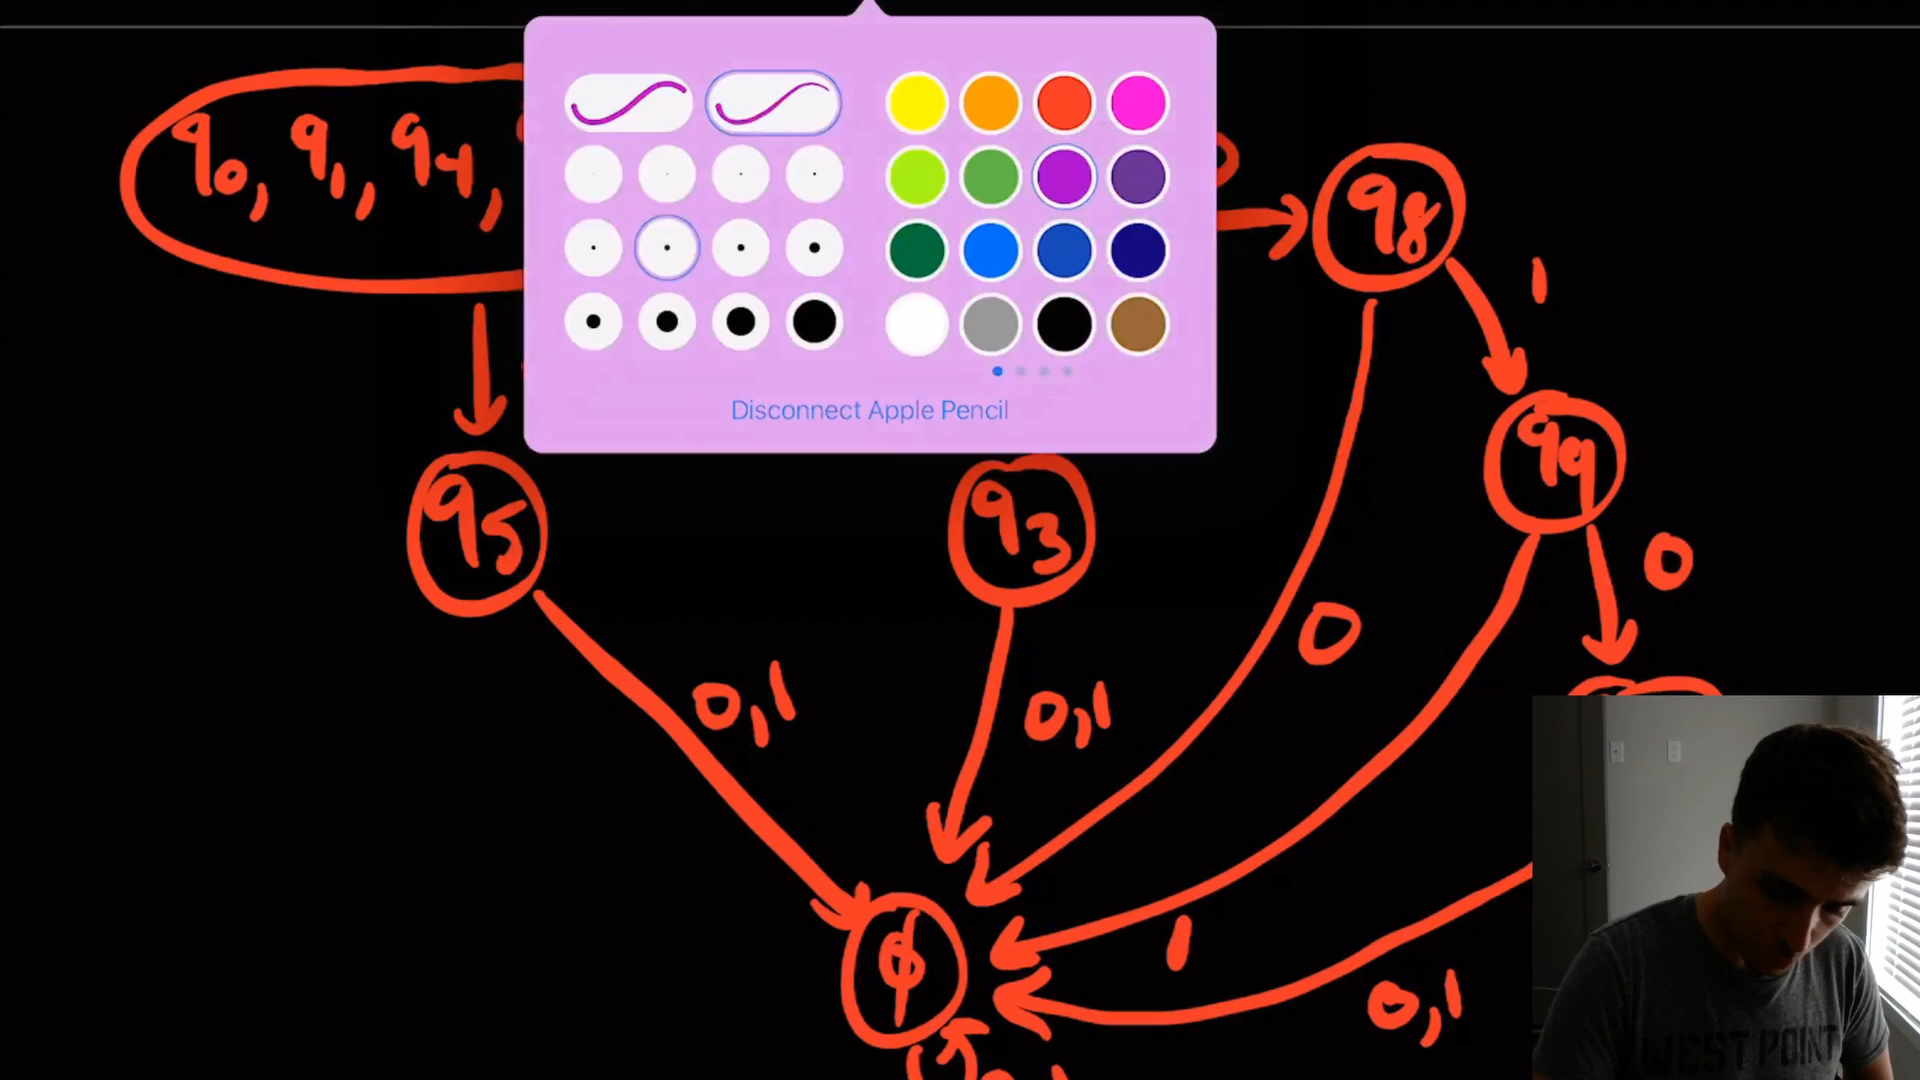 q0, q1, q4,
q8
1
Disconnect Apple Pencil
q9
q5
q3
0
0
0,1
0,1
1
0,1
ϕ
WEST POINT